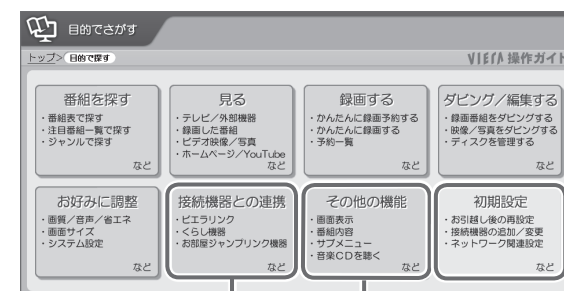 目的でさがす
トップ>目的で探す
VIERA 操作ガイド
番組を探す
・番組表で探す
・注目番組一覧で探す
・ジャンルで探す
など
見る
・テレビ/外部機器
・録画した番組
・ビデオ映像/写真
・ホームページ/YouTube
など
録画する
・かんたんに録画予約する
・かんたんに録画する
・予約一覧
など
ダビング/編集する
・録画番組をダビングする
・映像/写真をダビングする
・ディスクを管理する
など
お好みに調整
・画質/音声/省エネ
・画面サイズ
・システム設定
など
接続機器との連携
・ビエラリンク
・くらし機器
・お部屋ジャンプリンク機器
など
その他の機能
・画面表示
・番組内容
・サブメニュー
・音楽CDを聴く
など
初期設定
・お引越し後の再設定
・接続機器の追加/変更
・ネットワーク関連設定
など